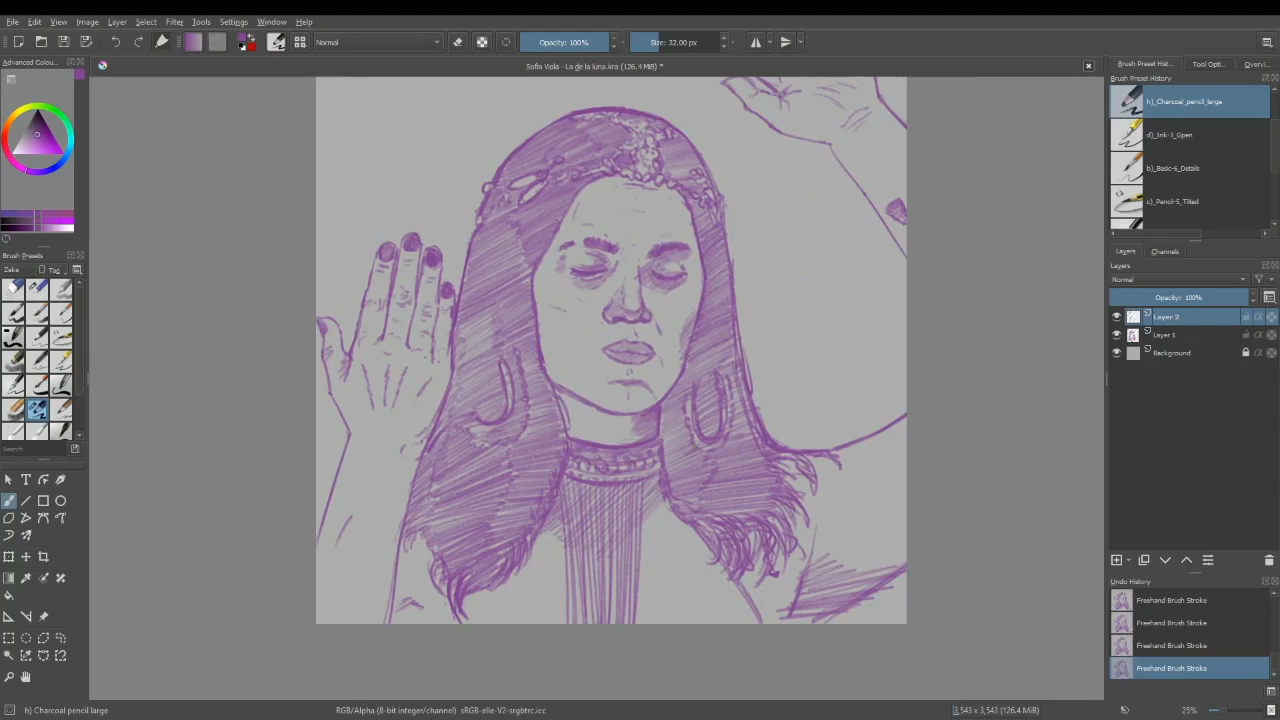 File Edit View Image Layer Select Filter Tools Settings Window Help
Normal
Opacity: 100%
Size: 32.00 px
Advanced Colou...
Sofia Viola - La de la luna.kra (126.4 MiB) *
Brush Preset Hist...
Tool Opti...
Overvi...
Brush Preset History
h)_Charcoal_pencil_large
d)_Ink-3_Gpen
b)_Basic-6_Details
c)_Pencil-5_Tilted
Brush Presets
Zeke
Tag
Search
Layers
Channels
Layers
Normal
Opacity: 100%
Layer 2
Layer 1
Background
Undo History
Freehand Brush Stroke
Freehand Brush Stroke
Freehand Brush Stroke
Freehand Brush Stroke
h) Charcoal pencil large
RGB/Alpha (8-bit integer/channel) sRGB-elle-V2-srgbtrc.icc
3,543 x 3,543 (126.4 MiB)
25%